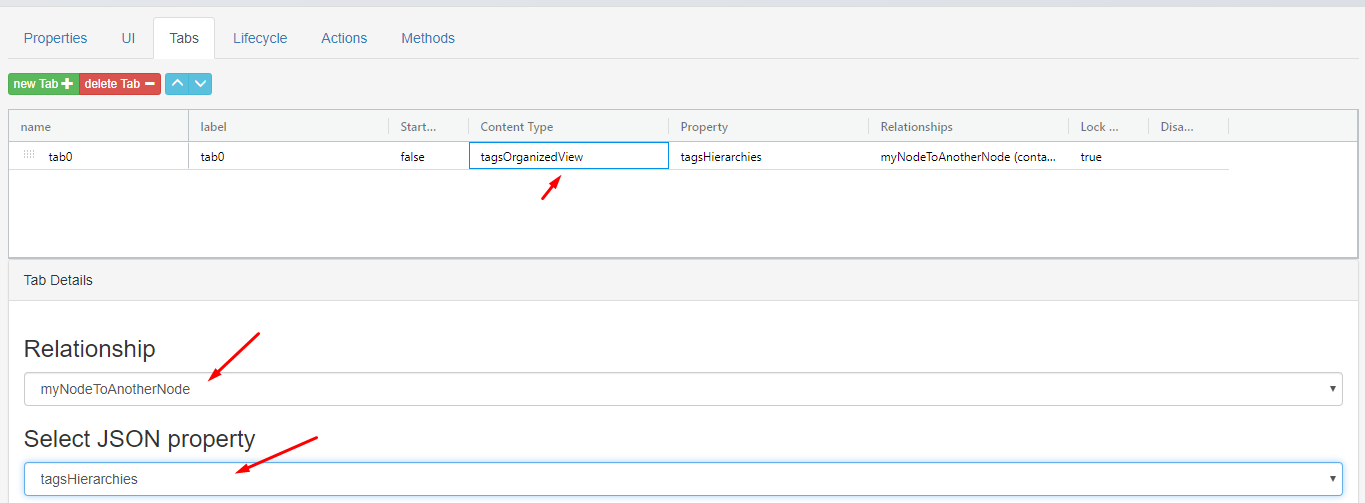 Properties UI Tabs Lifecycle Actions Methods
new Tab delete Tab
name label Start... Content Type Property Relationships Lock ... Disa...
tab0 tab0 false tagsOrganizedView tagsHierarchies myNodeToAnotherNode (conta... true
Tab Details
Relationship
myNodeToAnotherNode
Select JSON property
tagsHierarchies